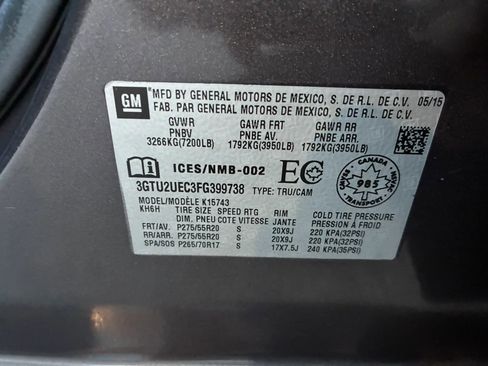 GM
MFD BY GENERAL MOTORS DE MEXICO, S. DE R.L. DE C.V. 05/15
FAB. PAR GENERAL MOTORS DE MEXICO, S. DE R.L. DE C.V.
GVWR GAWR FRT GAWR RR
PNBV PNBE AV. PNBE ARR.
3266KG(7200LB) 1792KG(3950LB) 1792KG(3950LB)
ICES/NMB-002 EC
CANADA
985
TRANSPORT
3GTU2UEC3FG399738 TYPE: TRU/CAM
MODEL/MODÈLE K15743
KH6H TIRE SIZE SPEED RTG RIM COLD TIRE PRESSURE
DIM. PNEU COTE VITESSE JANTE PRESSION À FROID
FRT/AV. P275/55R20 S 20X9J 220 KPA(32PSI)
RR/ARR. P275/55R20 S 20X9J 220 KPA(32PSI)
SPA/SOS P265/70R17 S 17X7.5J 240 KPA(35PSI)